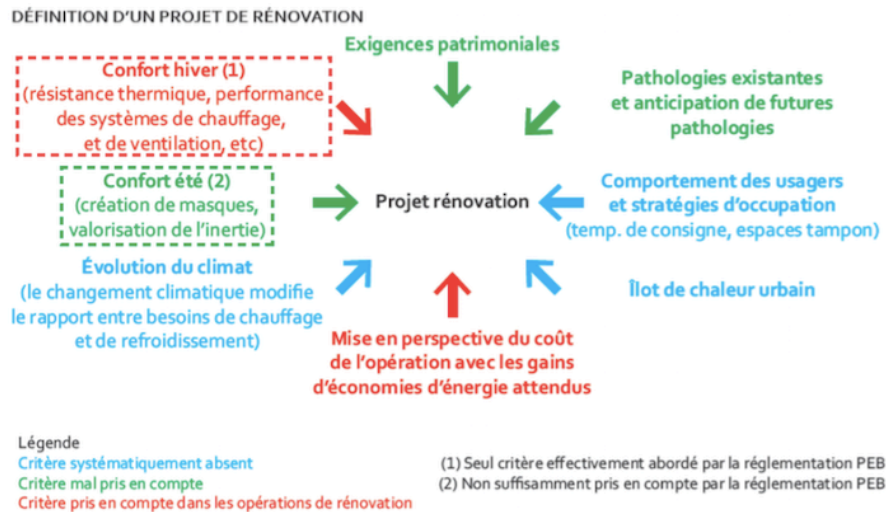 DÉFINITION D'UN PROJET DE RÉNOVATION
Exigences patrimoniales
Confort hiver (1)
(résistance thermique, performance
des systèmes de chauffage,
et de ventilation, etc)
Pathologies existantes
et anticipation de futures
pathologies
Confort été (2)
(création de masques,
valorisation de l'inertie)
Projet rénovation
Comportement des usagers
et stratégies d'occupation
(temp. de consigne, espaces tampon)
Évolution du climat
(le changement climatique modifie
le rapport entre besoins de chauffage
et de refroidissement)
Îlot de chaleur urbain
Mise en perspective du coût
de l'opération avec les gains
d'économies d'énergie attendus
Légende
Critère systématiquement absent
Critère mal pris en compte
Critère pris en compte dans les opérations de rénovation
(1) Seul critère effectivement abordé par la réglementation PEB
(2) Non suffisamment pris en compte par la réglementation PEB